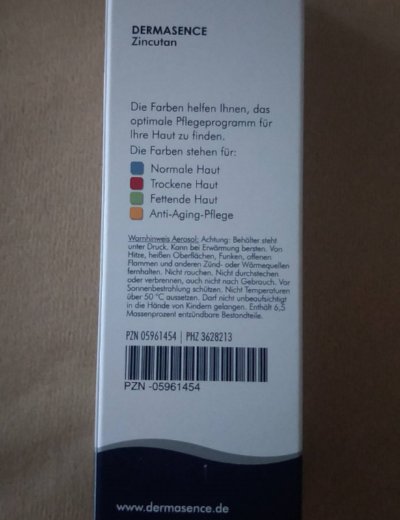 DERMASENCE
Zincutan
Die Farben helfen Ihnen, das
optimale Pflegeprogramm für
Ihre Haut zu finden.
Die Farben stehen für:
Normale Haut
Trockene Haut
Fettende Haut
Anti-Aging-Pflege
Warnhinweis Aerosol: Achtung: Behälter steht
unter Druck. Kann bei Erwärmung bersten. Von
Hitze, heißen Oberflächen, Funken, offenen
Flammen und anderen Zünd- oder Wärmequellen
fernhalten. Nicht rauchen. Nicht durchstechen
oder verbrennen, auch nicht nach Gebrauch. Vor
Sonnenbestrahlung schützen. Nicht Temperaturen
über 50 °C aussetzen. Darf nicht unbeaufsichtigt
in die Hände von Kindern gelangen. Enthält 6,5
Massenprozent entzündbare Bestandteile.
PZN 05961454 | PHZ 3628213
PZN -05961454
www.dermasence.de